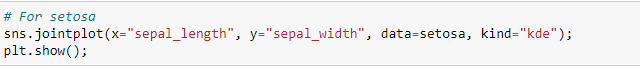 # For setosa
sns.jointplot(x="sepal_length", y="sepal_width", data=setosa, kind="kde");
plt.show();